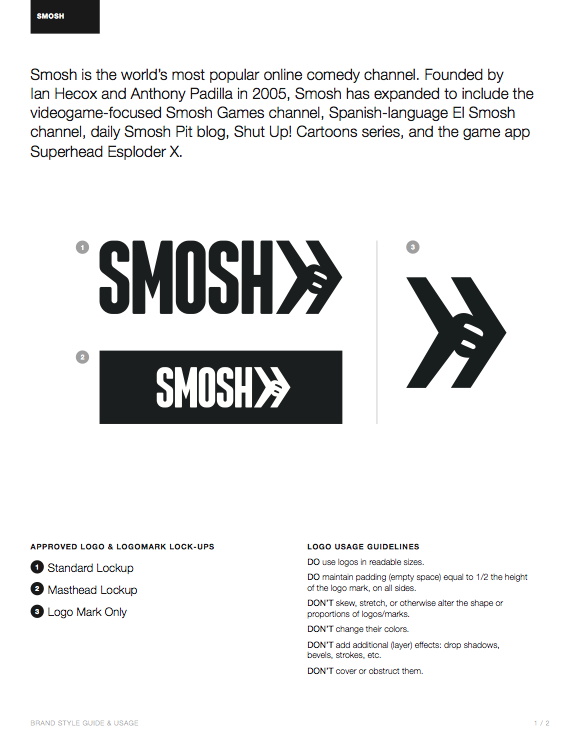 SMOSH
Smosh is the world's most popular online comedy channel. Founded by
Ian Hecox and Anthony Padilla in 2005, Smosh has expanded to include the
videogame-focused Smosh Games channel, Spanish-language El Smosh
channel, daily Smosh Pit blog, Shut Up! Cartoons series, and the game app
Superhead Esploder X.
1
SMOSH
2
SMOSH
3
APPROVED LOGO & LOGOMARK LOCK-UPS
1 Standard Lockup
2 Masthead Lockup
3 Logo Mark Only
LOGO USAGE GUIDELINES
DO use logos in readable sizes.
DO maintain padding (empty space) equal to 1/2 the height
of the logo mark, on all sides.
DON'T skew, stretch, or otherwise alter the shape or
proportions of logos/marks.
DON'T change their colors.
DON'T add additional (layer) effects: drop shadows,
bevels, strokes, etc.
DON'T cover or obstruct them.
BRAND STYLE GUIDE & USAGE
1 / 2